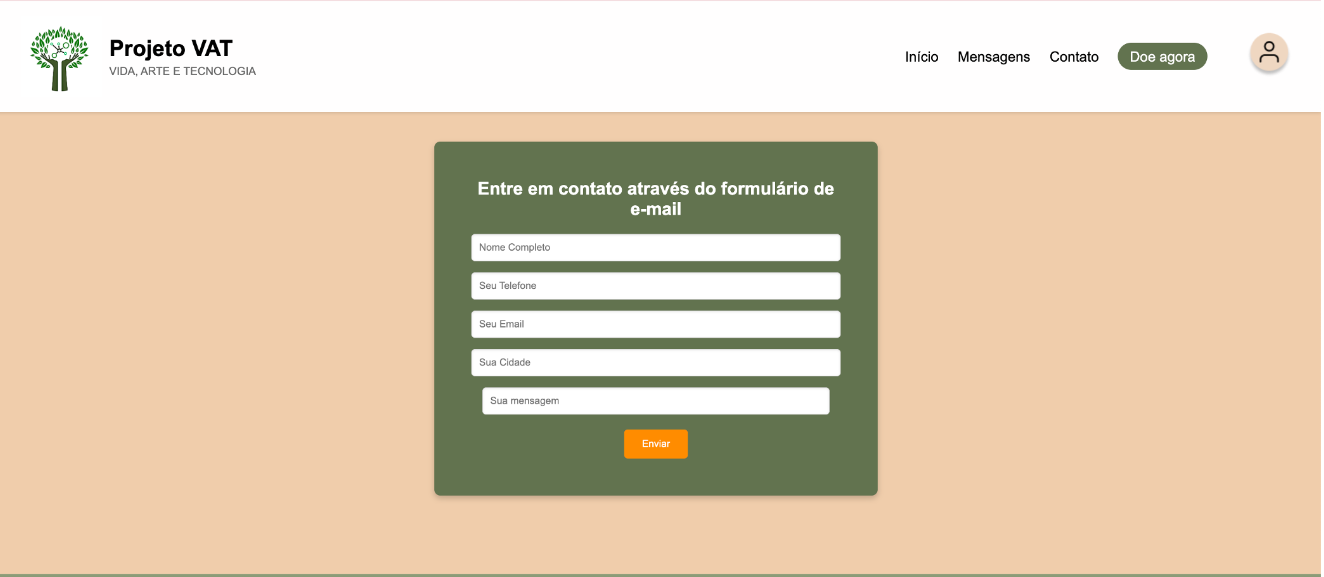 Projeto VAT
VIDA, ARTE E TECNOLOGIA
Início Mensagens Contato Doe agora
Entre em contato através do formulário de
e-mail
Nome Completo
Seu Telefone
Seu Email
Sua Cidade
Sua mensagem
Enviar